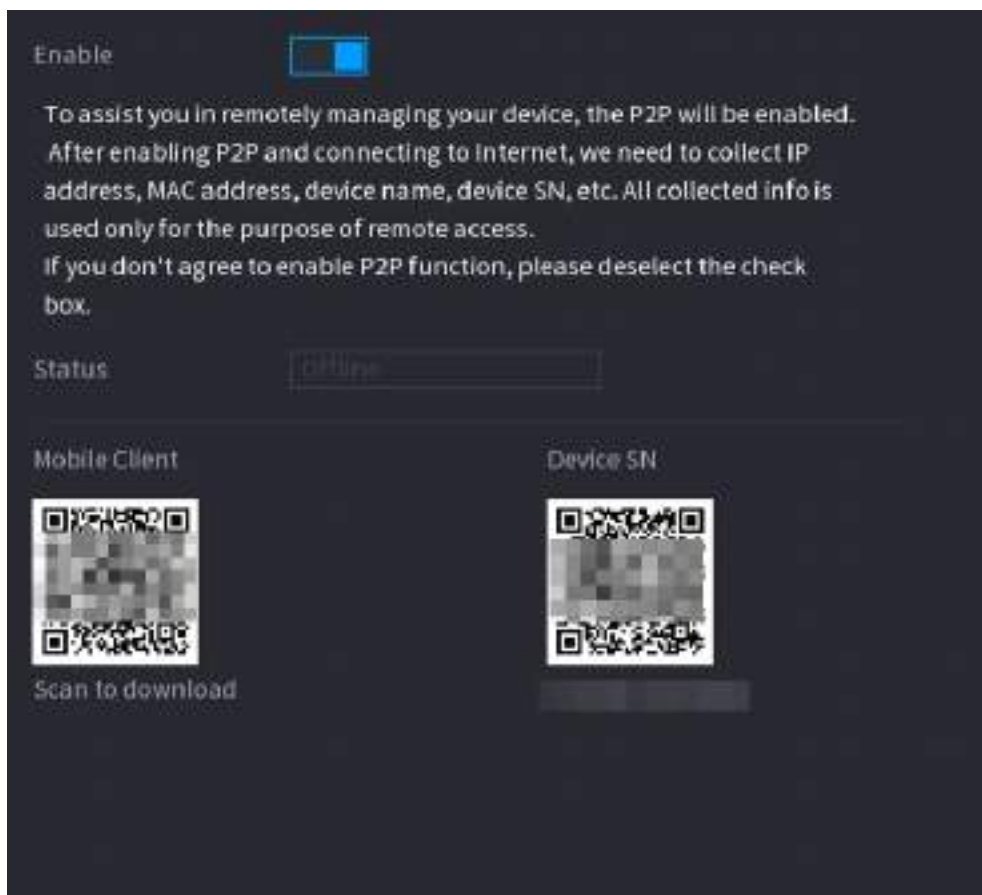 Enable
To assist you in remotely managing your device, the P2P will be enabled.
After enabling P2P and connecting to Internet, we need to collect IP
address, MAC address, device name, device SN, etc. All collected info is
used only for the purpose of remote access.
If you don't agree to enable P2P function, please deselect the check
box.
Status
Offline
Mobile Client
Device SN
Scan to download